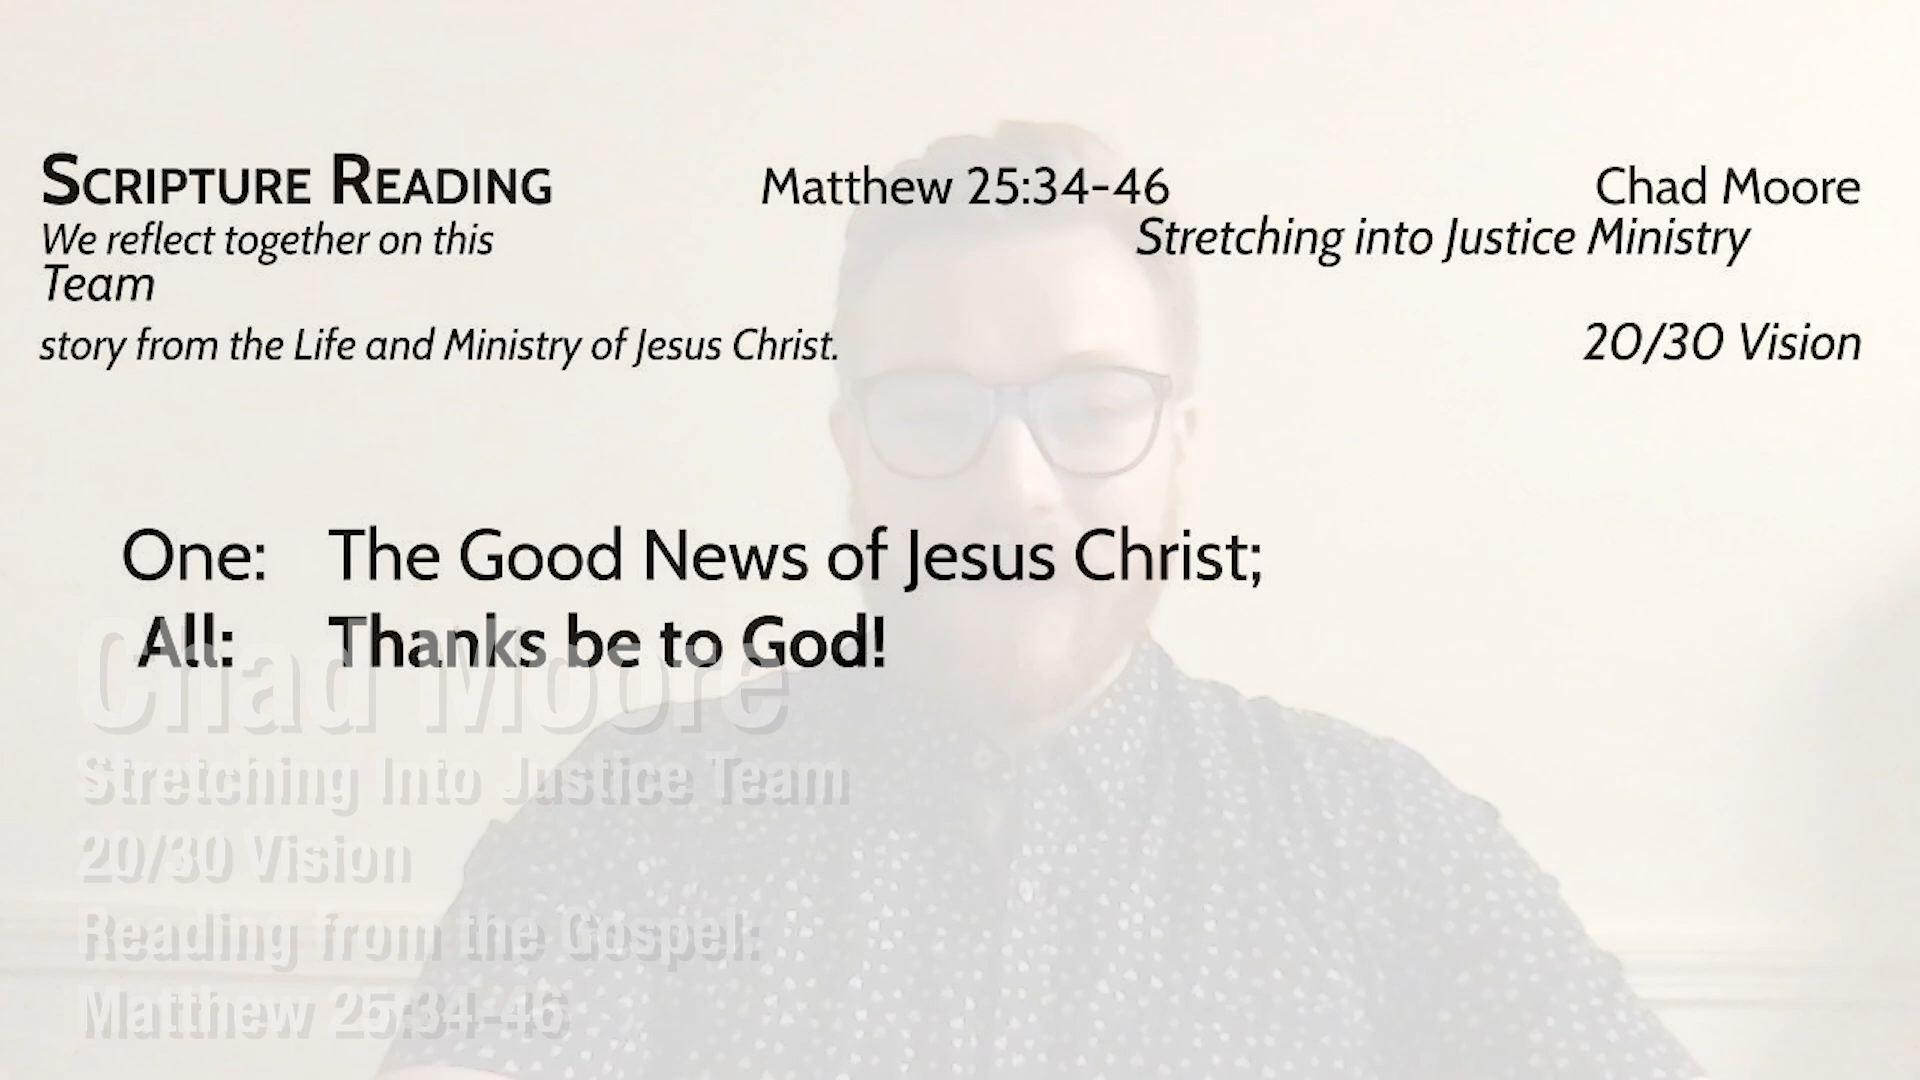 SCRIPTURE READING Matthew 25:34-46 Chad Moore
We reflect together on this Stretching into Justice Ministry
Team
story from the Life and Ministry of Jesus Christ. 20/30 Vision
One: The Good News of Jesus Christ;
All: Thanks be to God!
Chad Moore
Stretching Into Justice Team
20/30 Vision
Reading from the Gospel:
Matthew 25:34-46